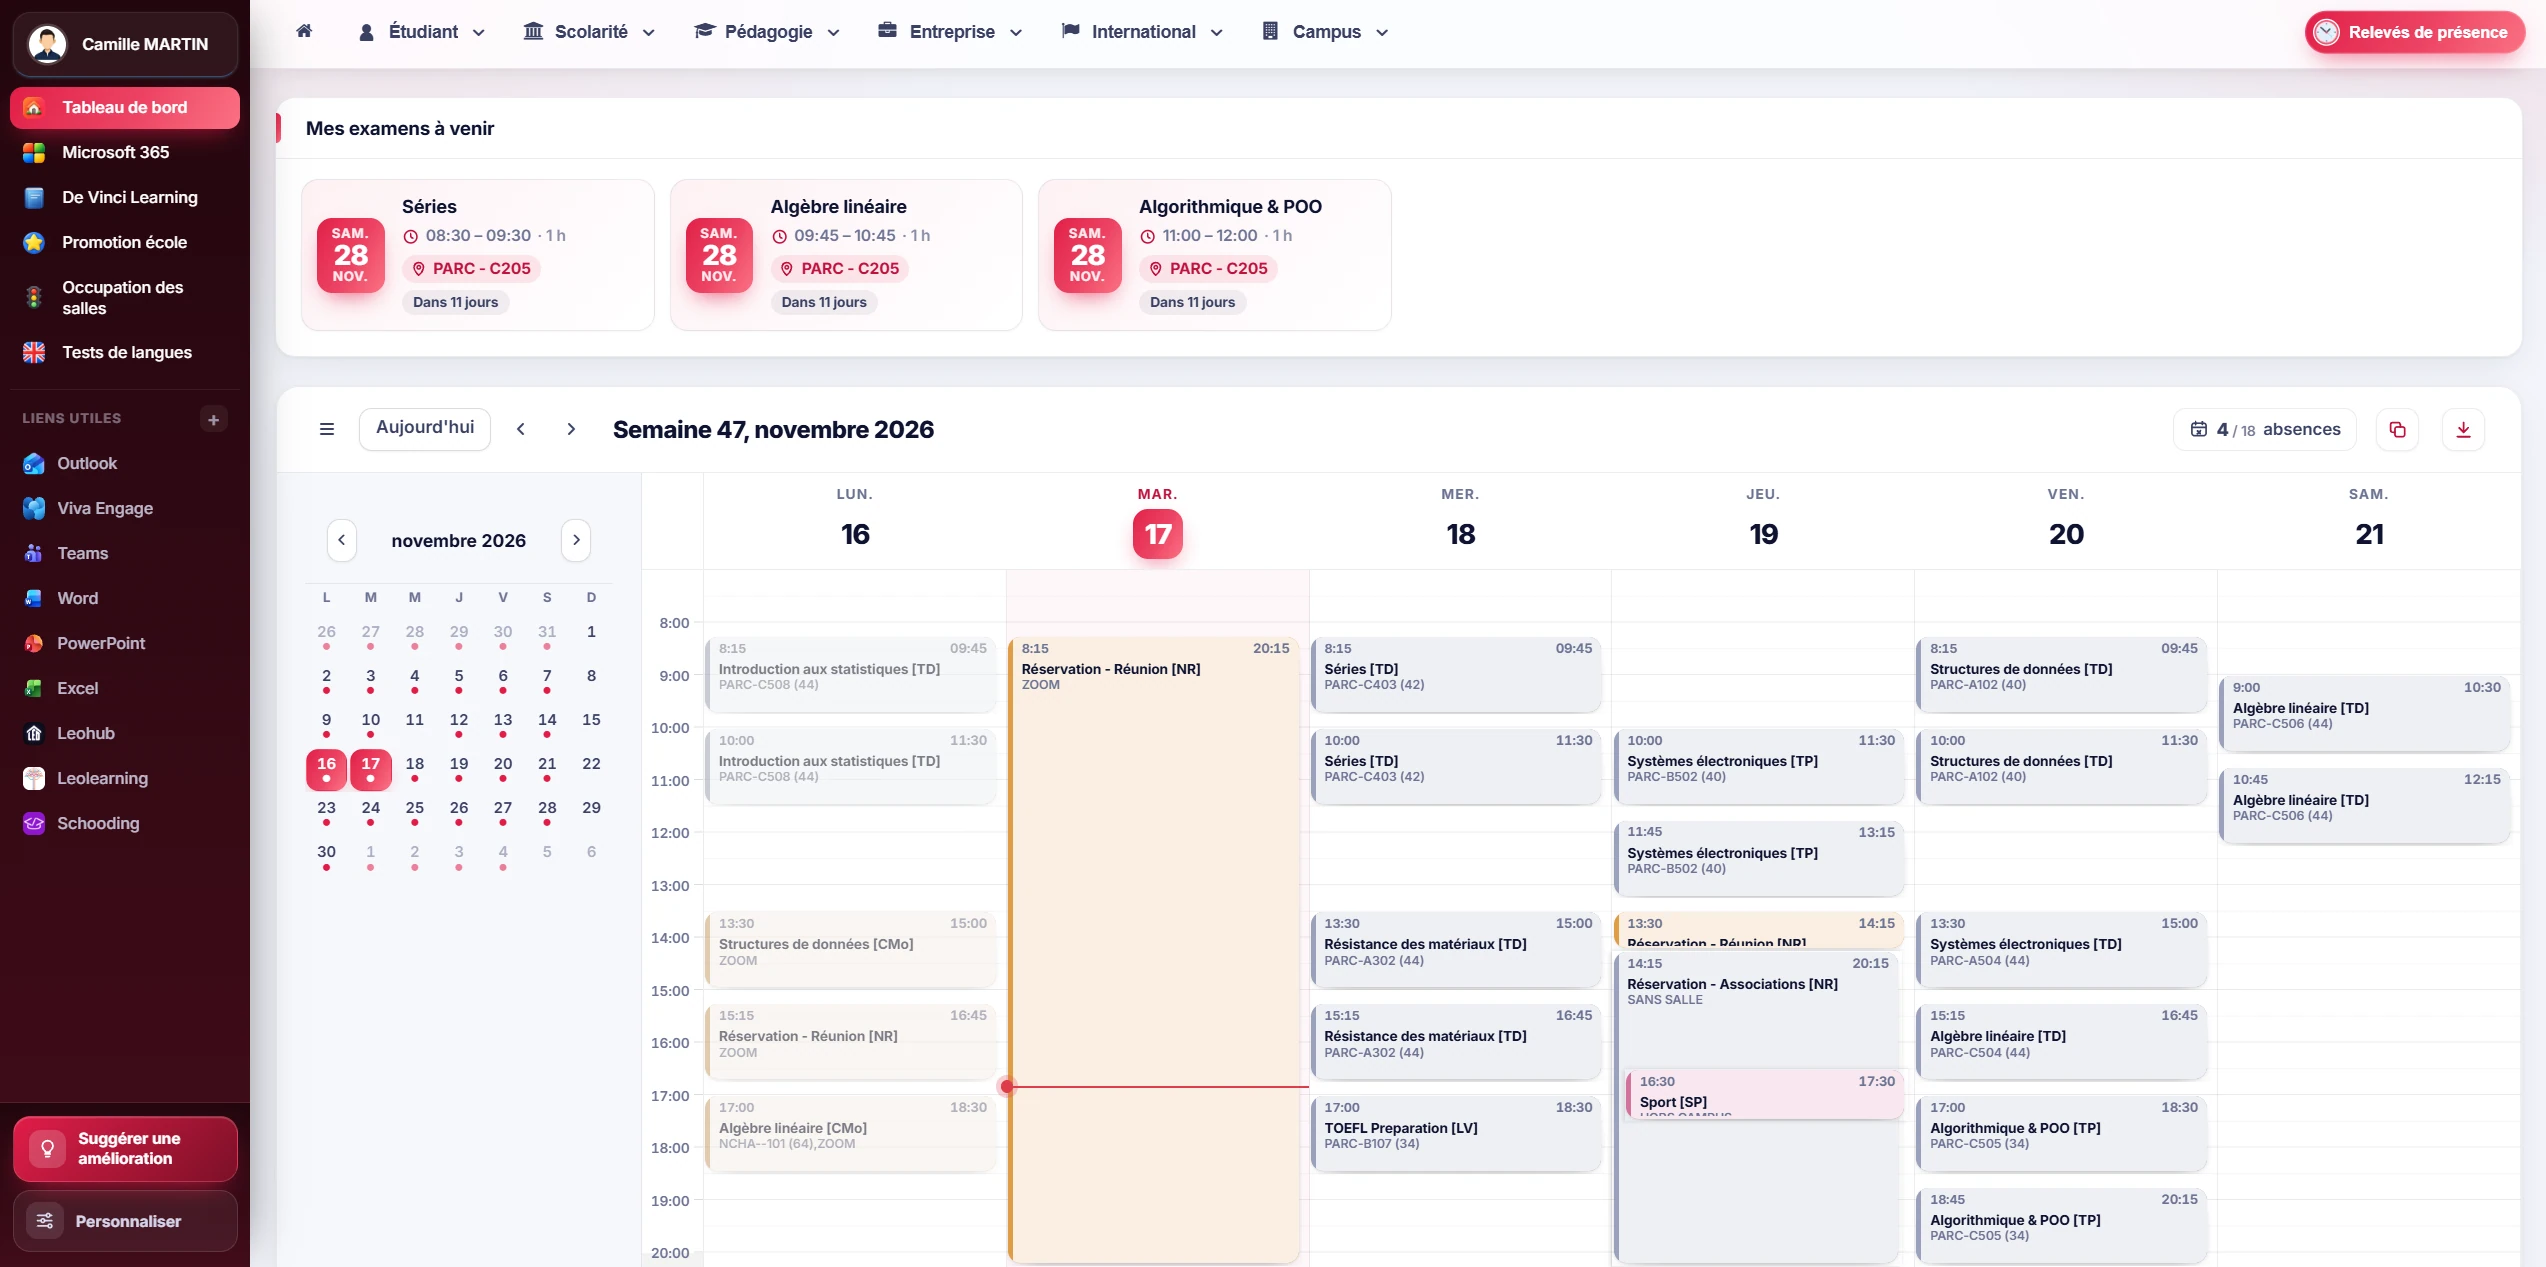 Camille MARTIN
Tableau de bord
Microsoft 365
De Vinci Learning
Promotion école
Occupation des
salles
Tests de langues
LIENS UTILES
Outlook
Viva Engage
Teams
Word
PowerPoint
Excel
Leohub
Leolearning
Schooding
Suggérer une
amélioration
Personnaliser
Étudiant
Scolarité
Pédagogie
Entreprise
International
Campus
Relevés de présence
Mes examens à venir
SAM.
28
NOV.
Séries
08:30 – 09:30 · 1 h
PARC - C205
Dans 11 jours
SAM.
28
NOV.
Algèbre linéaire
09:45 – 10:45 · 1 h
PARC - C205
Dans 11 jours
SAM.
28
NOV.
Algorithmique & POO
11:00 – 12:00 · 1 h
PARC - C205
Dans 11 jours
Aujourd'hui
Semaine 47, novembre 2026
4 / 18 absences
novembre 2026
L M M J V S D
26 27 28 29 30 31 1
2 3 4 5 6 7 8
9 10 11 12 13 14 15
16 17 18 19 20 21 22
23 24 25 26 27 28 29
30 1 2 3 4 5 6
LUN.
16
MAR.
17
MER.
18
JEU.
19
VEN.
20
SAM.
21
8:00
9:00
10:00
11:00
12:00
13:00
14:00
15:00
16:00
17:00
18:00
19:00
20:00
8:15 09:45
Introduction aux statistiques [TD]
PARC-C508 (44)
10:00 11:30
Introduction aux statistiques [TD]
PARC-C508 (44)
13:30 15:00
Structures de données [CMo]
ZOOM
15:15 16:45
Réservation - Réunion [NR]
ZOOM
17:00 18:30
Algèbre linéaire [CMo]
NCHA--101 (64),ZOOM
8:15 20:15
Réservation - Réunion [NR]
ZOOM
8:15 09:45
Séries [TD]
PARC-C403 (42)
10:00 11:30
Séries [TD]
PARC-C403 (42)
13:30 15:00
Résistance des matériaux [TD]
PARC-A302 (44)
15:15 16:45
Résistance des matériaux [TD]
PARC-A302 (44)
17:00 18:30
TOEFL Preparation [LV]
PARC-B107 (34)
10:00 11:30
Systèmes électroniques [TP]
PARC-B502 (40)
11:45 13:15
Systèmes électroniques [TP]
PARC-B502 (40)
13:30 14:15
Réservation - Réunion [NR]
14:15 20:15
Réservation - Associations [NR]
SANS SALLE
16:30 17:30
Sport [SP]
HORS CAMPUS
8:15 09:45
Structures de données [TD]
PARC-A102 (40)
10:00 11:30
Structures de données [TD]
PARC-A102 (40)
13:30 15:00
Systèmes électroniques [TD]
PARC-A504 (44)
15:15 16:45
Algèbre linéaire [TD]
PARC-C504 (44)
17:00 18:30
Algorithmique & POO [TP]
PARC-C505 (34)
18:45 20:15
Algorithmique & POO [TP]
PARC-C505 (34)
9:00 10:30
Algèbre linéaire [TD]
PARC-C506 (44)
10:45 12:15
Algèbre linéaire [TD]
PARC-C506 (44)